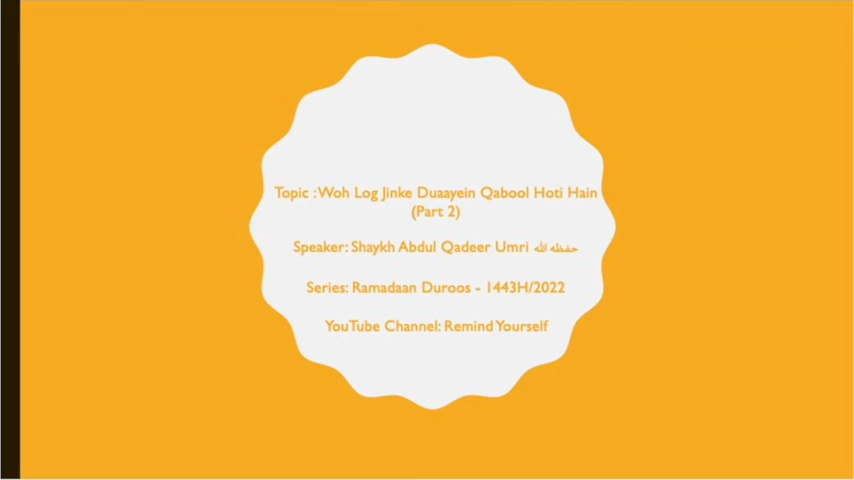 Topic : Woh Log Jinke Duaayein Qabool Hoti Hain
(Part 2)
Speaker: Shaykh Abdul Qadeer Umri حفظه الله
Series: Ramadaan Duroos - 1443H/2022
YouTube Channel: Remind Yourself